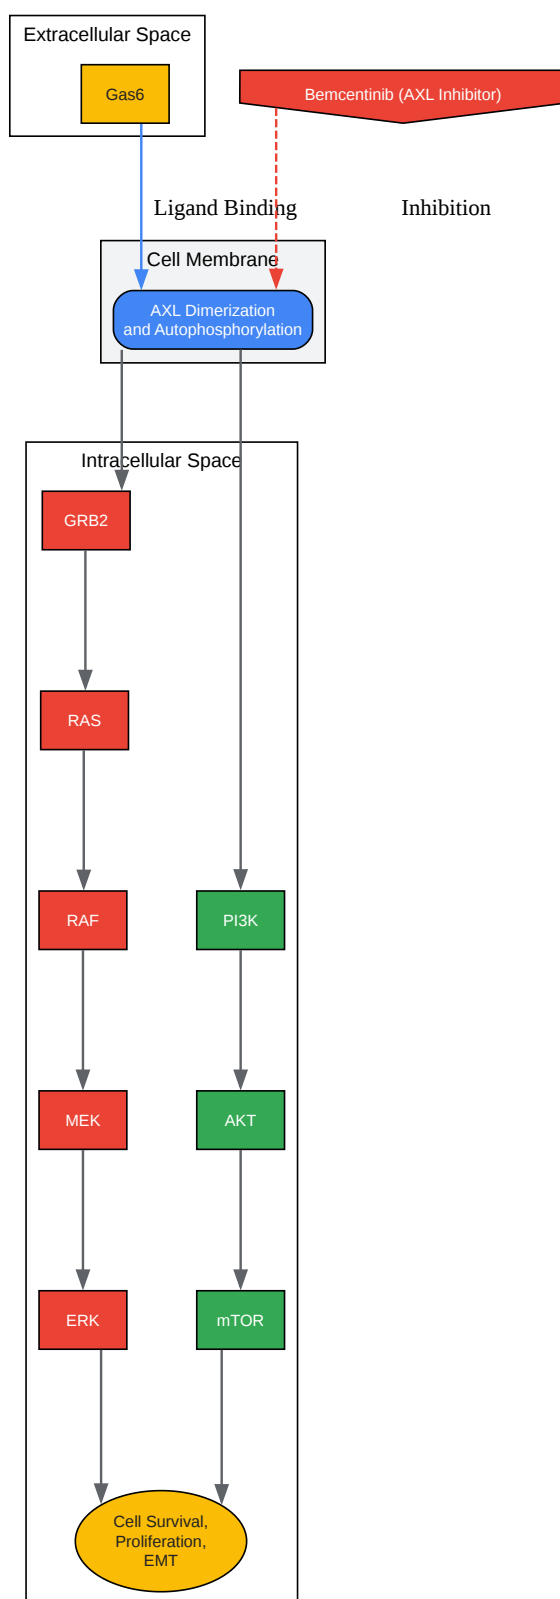 Extracellular Space
Gas6
Bemcentinib (AXL Inhibitor)
Ligand Binding
Inhibition
Cell Membrane
AXL Dimerization
and Autophosphorylation
Intracellular Space
GRB2
RAS
RAF
PI3K
MEK
AKT
ERK
mTOR
Cell Survival,
Proliferation,
EMT